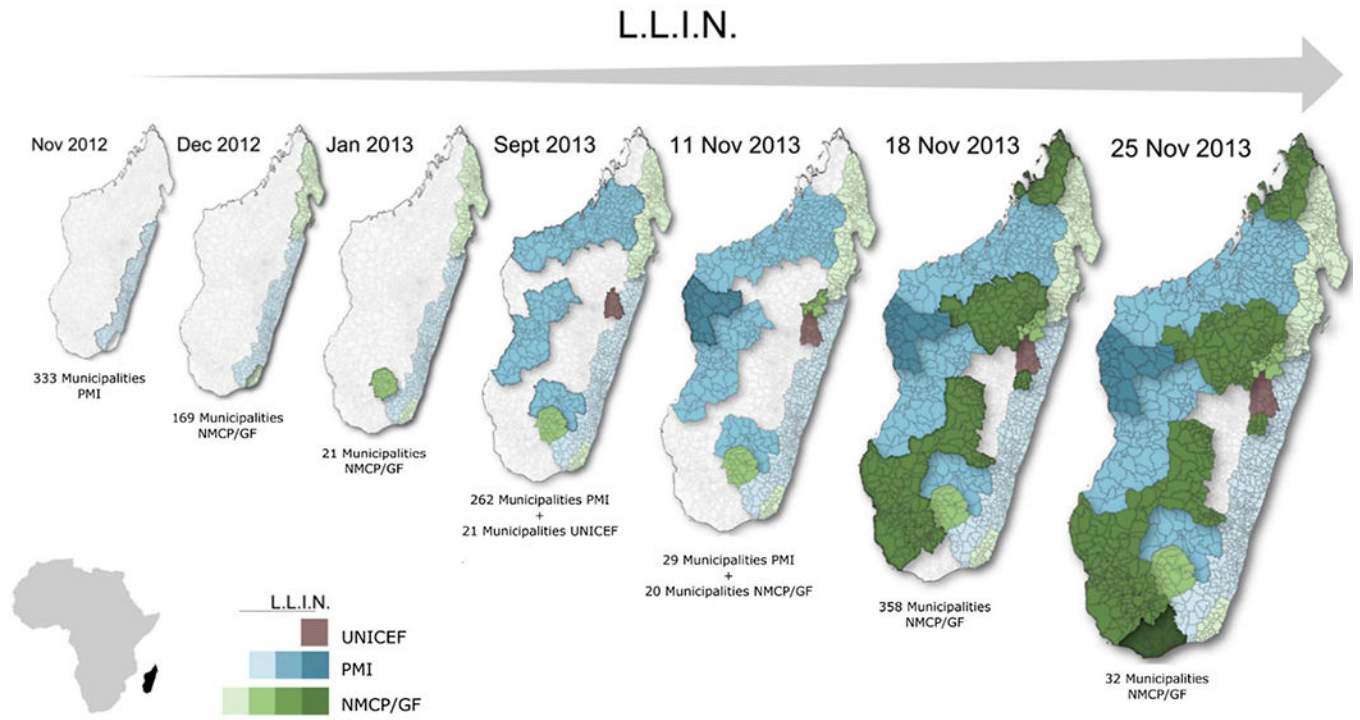 L.L.I.N.
Nov 2012
Dec 2012
Jan 2013
Sept 2013
11 Nov 2013
18 Nov 2013
25 Nov 2013
333 Municipalities
PMI
169 Municipalities
NMCP/GF
21 Municipalities
NMCP/GF
262 Municipalities PMI
+
21 Municipalities UNICEF
29 Municipalities PMI
+
20 Municipalities NMCP/GF
358 Municipalities
NMCP/GF
32 Municipalities
NMCP/GF
L.L.I.N.
UNICEF
PMI
NMCP/GF